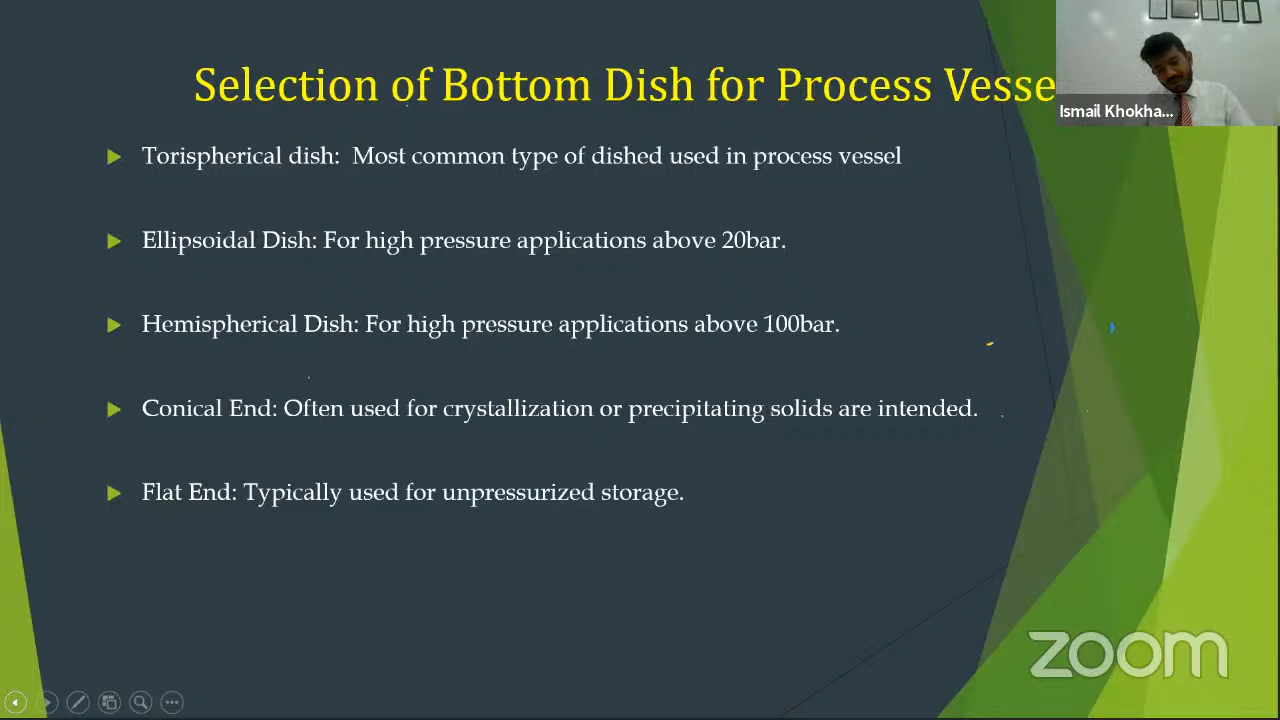 Selection of Bottom Dish for Process Vesse
Ismail Khokha...
Torispherical dish: Most common type of dished used in process vessel
Ellipsoidal Dish: For high pressure applications above 20bar.
Hemispherical Dish: For high pressure applications above 100bar.
Conical End: Often used for crystallization or precipitating solids are intended.
Flat End: Typically used for unpressurized storage.
zoom